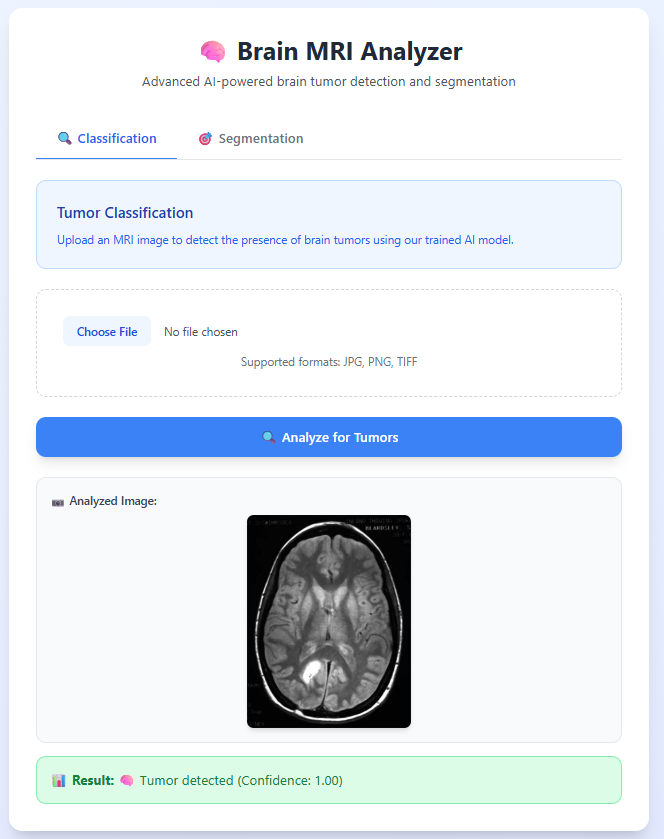 🧠 Brain MRI Analyzer
Advanced AI-powered brain tumor detection and segmentation
🔍 Classification 🎯 Segmentation
Tumor Classification
Upload an MRI image to detect the presence of brain tumors using our trained AI model.
Choose File No file chosen
Supported formats: JPG, PNG, TIFF
🔍 Analyze for Tumors
📷 Analyzed Image:
📊 Result: 🧠 Tumor detected (Confidence: 1.00)